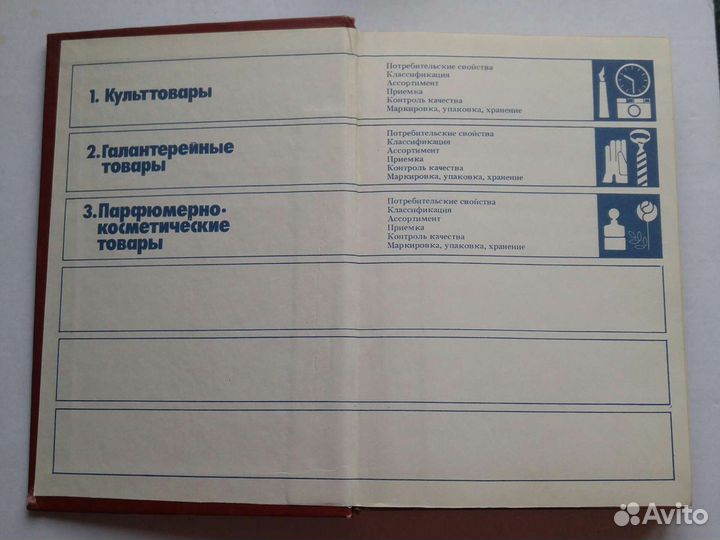 1. Культтовары
Потребительские свойства
Классификация
Ассортимент
Приемка
Контроль качества
Маркировка, упаковка, хранение
2. Галантерейные
товары
Потребительские свойства
Классификация
Ассортимент
Приемка
Контроль качества
Маркировка, упаковка, хранение
3. Парфюмерно-
косметические
товары
Потребительские свойства
Классификация
Ассортимент
Приемка
Контроль качества
Маркировка, упаковка, хранение
Avito